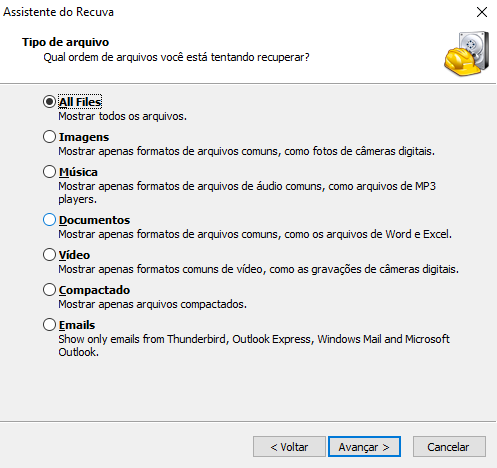 Assistente do Recuva
Tipo de arquivo
Qual ordem de arquivos você está tentando recuperar?
All Files
Mostrar todos os arquivos.
Imagens
Mostrar apenas formatos de arquivos comuns, como fotos de câmeras digitais.
Música
Mostrar apenas formatos de arquivos de áudio comuns, como arquivos de MP3
players.
Documentos
Mostrar apenas formatos de arquivos comuns, como os arquivos de Word e Excel.
Vídeo
Mostrar apenas formatos comuns de vídeo, como as gravações de câmeras digitais.
Compactado
Mostrar apenas arquivos compactados.
Emails
Show only emails from Thunderbird, Outlook Express, Windows Mail and Microsoft
Outlook.
< Voltar
Avançar >
Cancelar